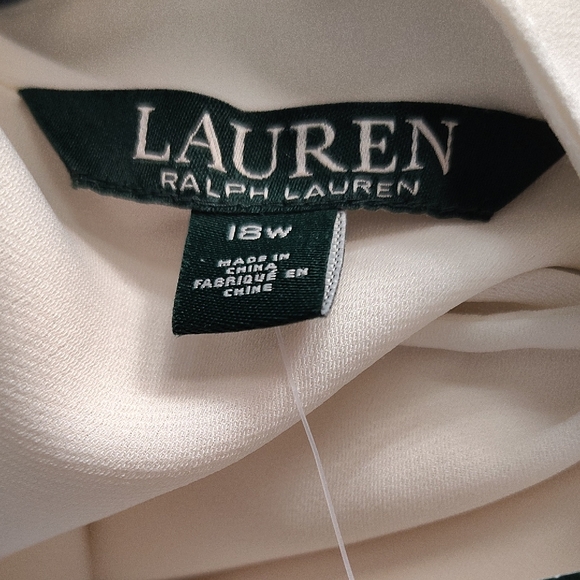 LAUREN
RALPH LAUREN
18W
MADE IN
CHINA
FABRIQUÉ EN
CHINE